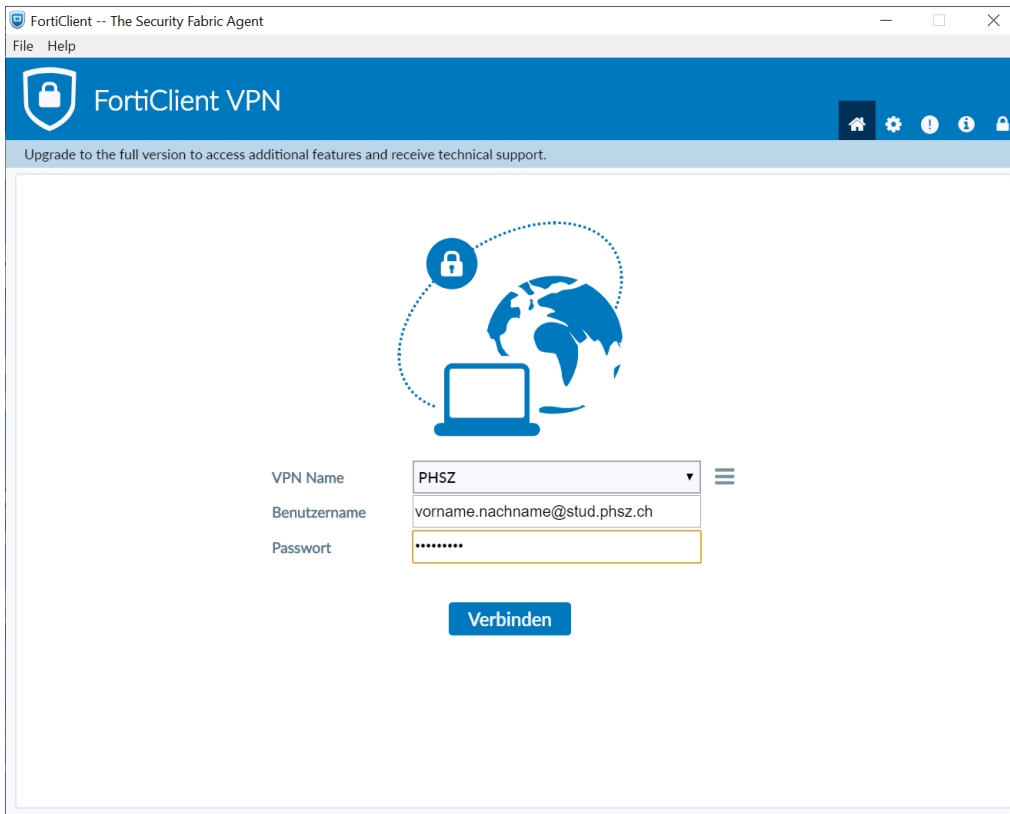 FortiClient -- The Security Fabric Agent
File Help
FortiClient VPN
Upgrade to the full version to access additional features and receive technical support.
VPN Name PHSZ
Benutzername vorname.nachname@stud.phsz.ch
Passwort •••••••••
Verbinden